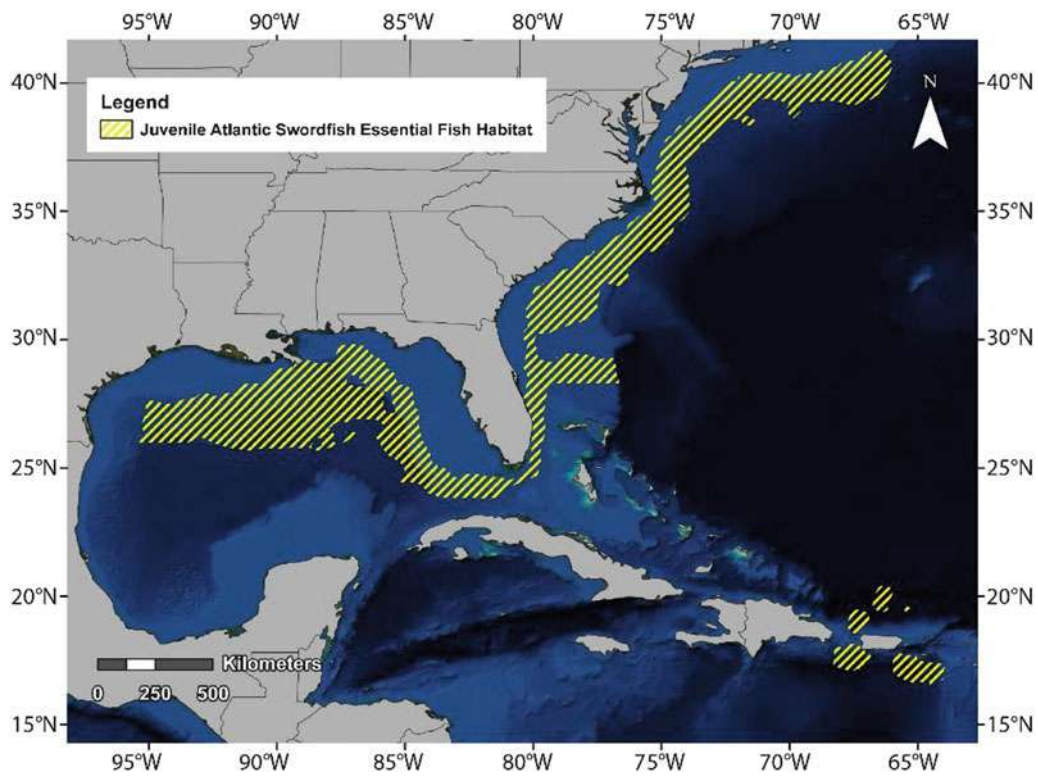 95°W 90°W 85°W 80°W 75°W 70°W 65°W
40°N 40°N
Legend
Juvenile Atlantic Swordfish Essential Fish Habitat
N
35°N 35°N
30°N 30°N
25°N 25°N
20°N 20°N
Kilometers
0 250 500
15°N 15°N
95°W 90°W 85°W 80°W 75°W 70°W 65°W